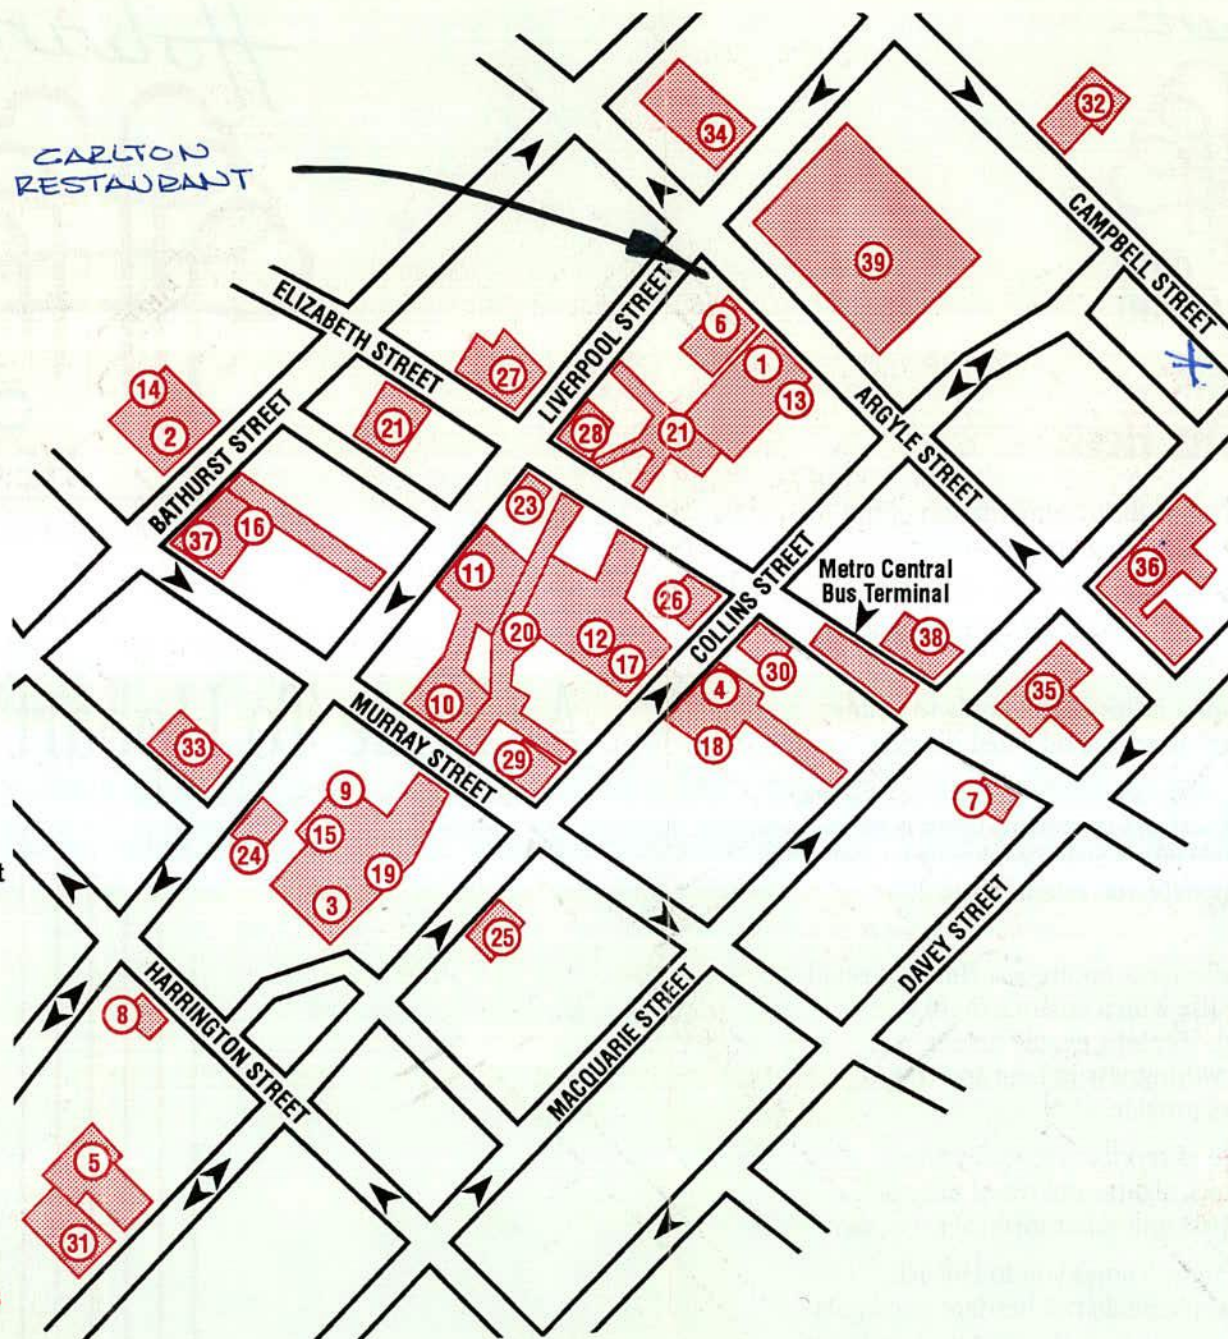 34
32
CARLTON
RESTAURANT
CAMPBELL STREET
39
ELIZABETH STREET
LIVERPOOL STREET
6
1
13
27
14
2
21
28
21
ARGYLE STREET
BATHURST STREET
23
37
16
11
26
COLLINS STREET
Metro Central
Bus Terminal
36
20
12
17
38
30
4
18
35
10
MURRAY STREET
29
33
9
15
24
19
3
7
t
25
DAVEY STREET
HARRINGTON STREET
8
MACQUARIE STREET
5
31